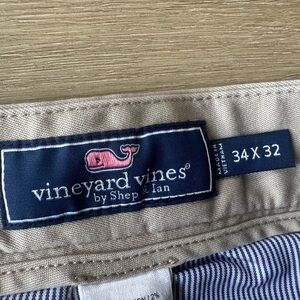 vineyard vines®
by Shep & Ian
MADE IN
VIETNAM
34 X 32